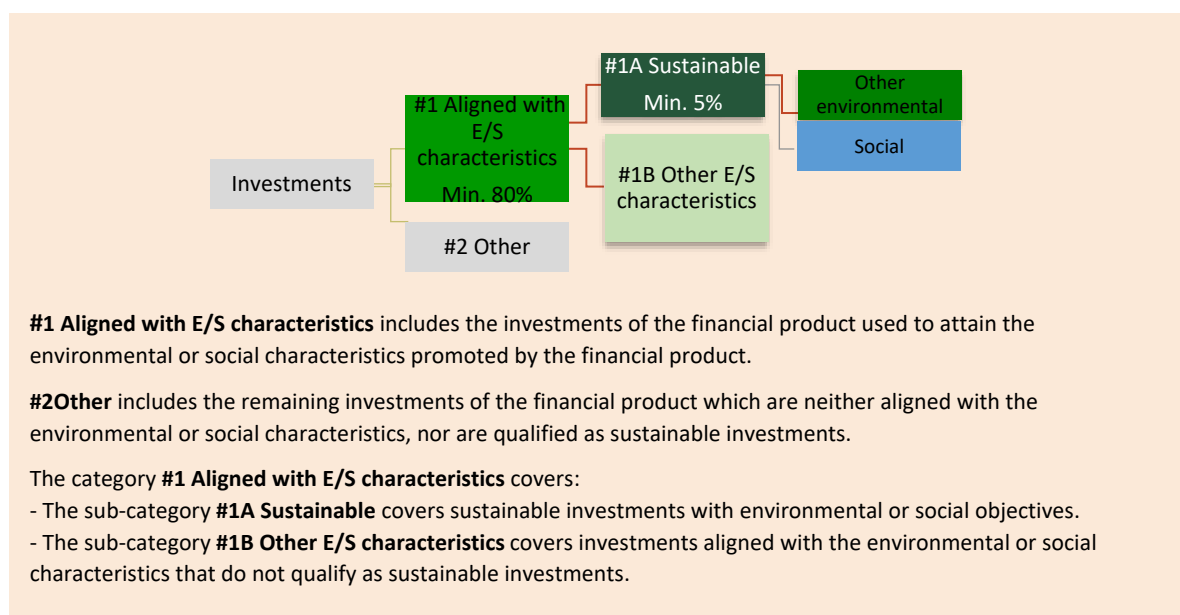 Investments
#1 Aligned with
E/S
characteristics
Min. 80%
#2 Other
#1A Sustainable
Min. 5%
#1B Other E/S
characteristics
Other
environmental
Social
#1 Aligned with E/S characteristics includes the investments of the financial product used to attain the
environmental or social characteristics promoted by the financial product.
#2Other includes the remaining investments of the financial product which are neither aligned with the
environmental or social characteristics, nor are qualified as sustainable investments.
The category #1 Aligned with E/S characteristics covers:
- The sub-category #1A Sustainable covers sustainable investments with environmental or social objectives.
- The sub-category #1B Other E/S characteristics covers investments aligned with the environmental or social
characteristics that do not qualify as sustainable investments.